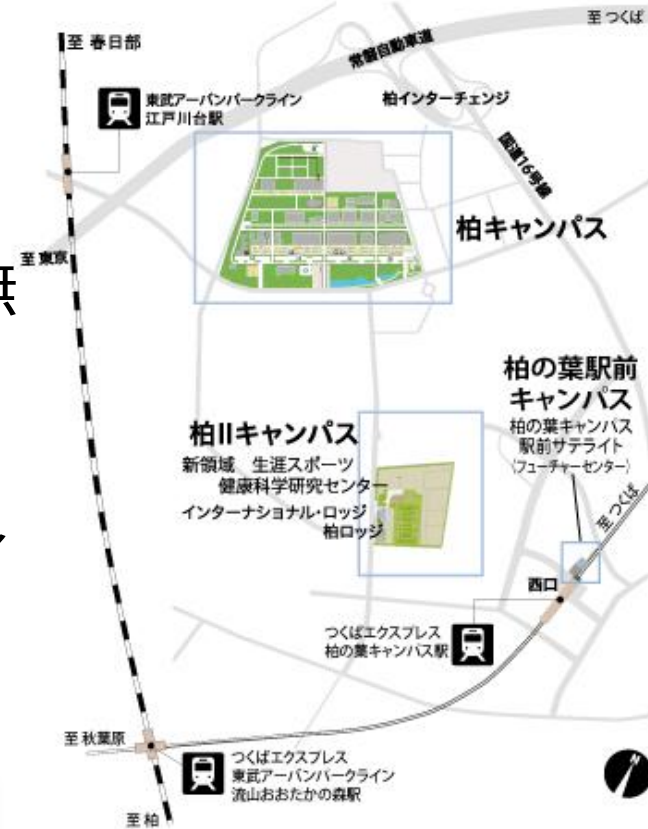 至 つくば
至 春日部
常磐自動車道
東武アーバンパークライン
江戸川台駅
柏インターチェンジ
国道16号線
柏キャンパス
至 東京
無
柏の葉駅前
キャンパス
柏の葉キャンパス
駅前サテライト
(フューチャーセンター)
柏IIキャンパス
新領域 生涯スポーツ
健康科学研究センター
インターナショナル・ロッジ
柏ロッジ
至 つくば
西口
つくばエクスプレス
柏の葉キャンパス駅
至 秋葉原
つくばエクスプレス
東武アーバンパークライン
流山おおたかの森駅
至 柏
N